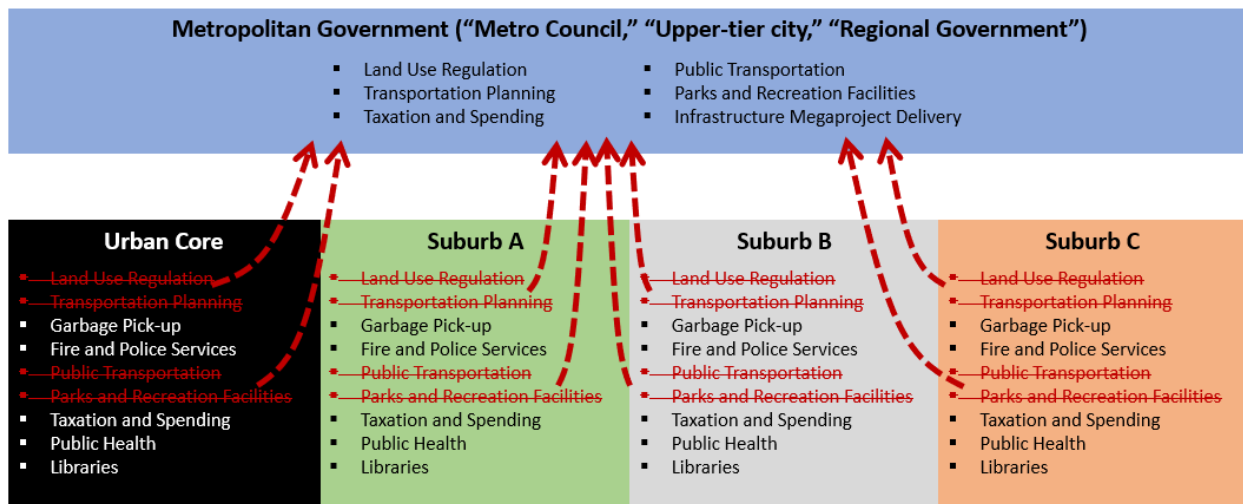 Metropolitan Government (“Metro Council,” “Upper-tier city,” “Regional Government”)
▪ Land Use Regulation
▪ Transportation Planning
▪ Taxation and Spending
▪ Public Transportation
▪ Parks and Recreation Facilities
▪ Infrastructure Megaproject Delivery
Urban Core
▪ Land Use Regulation
▪ Transportation Planning
▪ Garbage Pick-up
▪ Fire and Police Services
▪ Public Transportation
▪ Parks and Recreation Facilities
▪ Taxation and Spending
▪ Public Health
▪ Libraries
Suburb A
▪ Land Use Regulation
▪ Transportation Planning
▪ Garbage Pick-up
▪ Fire and Police Services
▪ Public Transportation
▪ Parks and Recreation Facilities
▪ Taxation and Spending
▪ Public Health
▪ Libraries
Suburb B
▪ Land Use Regulation
▪ Transportation Planning
▪ Garbage Pick-up
▪ Fire and Police Services
▪ Public Transportation
▪ Parks and Recreation Facilities
▪ Taxation and Spending
▪ Public Health
▪ Libraries
Suburb C
▪ Land Use Regulation
▪ Transportation Planning
▪ Garbage Pick-up
▪ Fire and Police Services
▪ Public Transportation
▪ Parks and Recreation Facilities
▪ Taxation and Spending
▪ Public Health
▪ Libraries